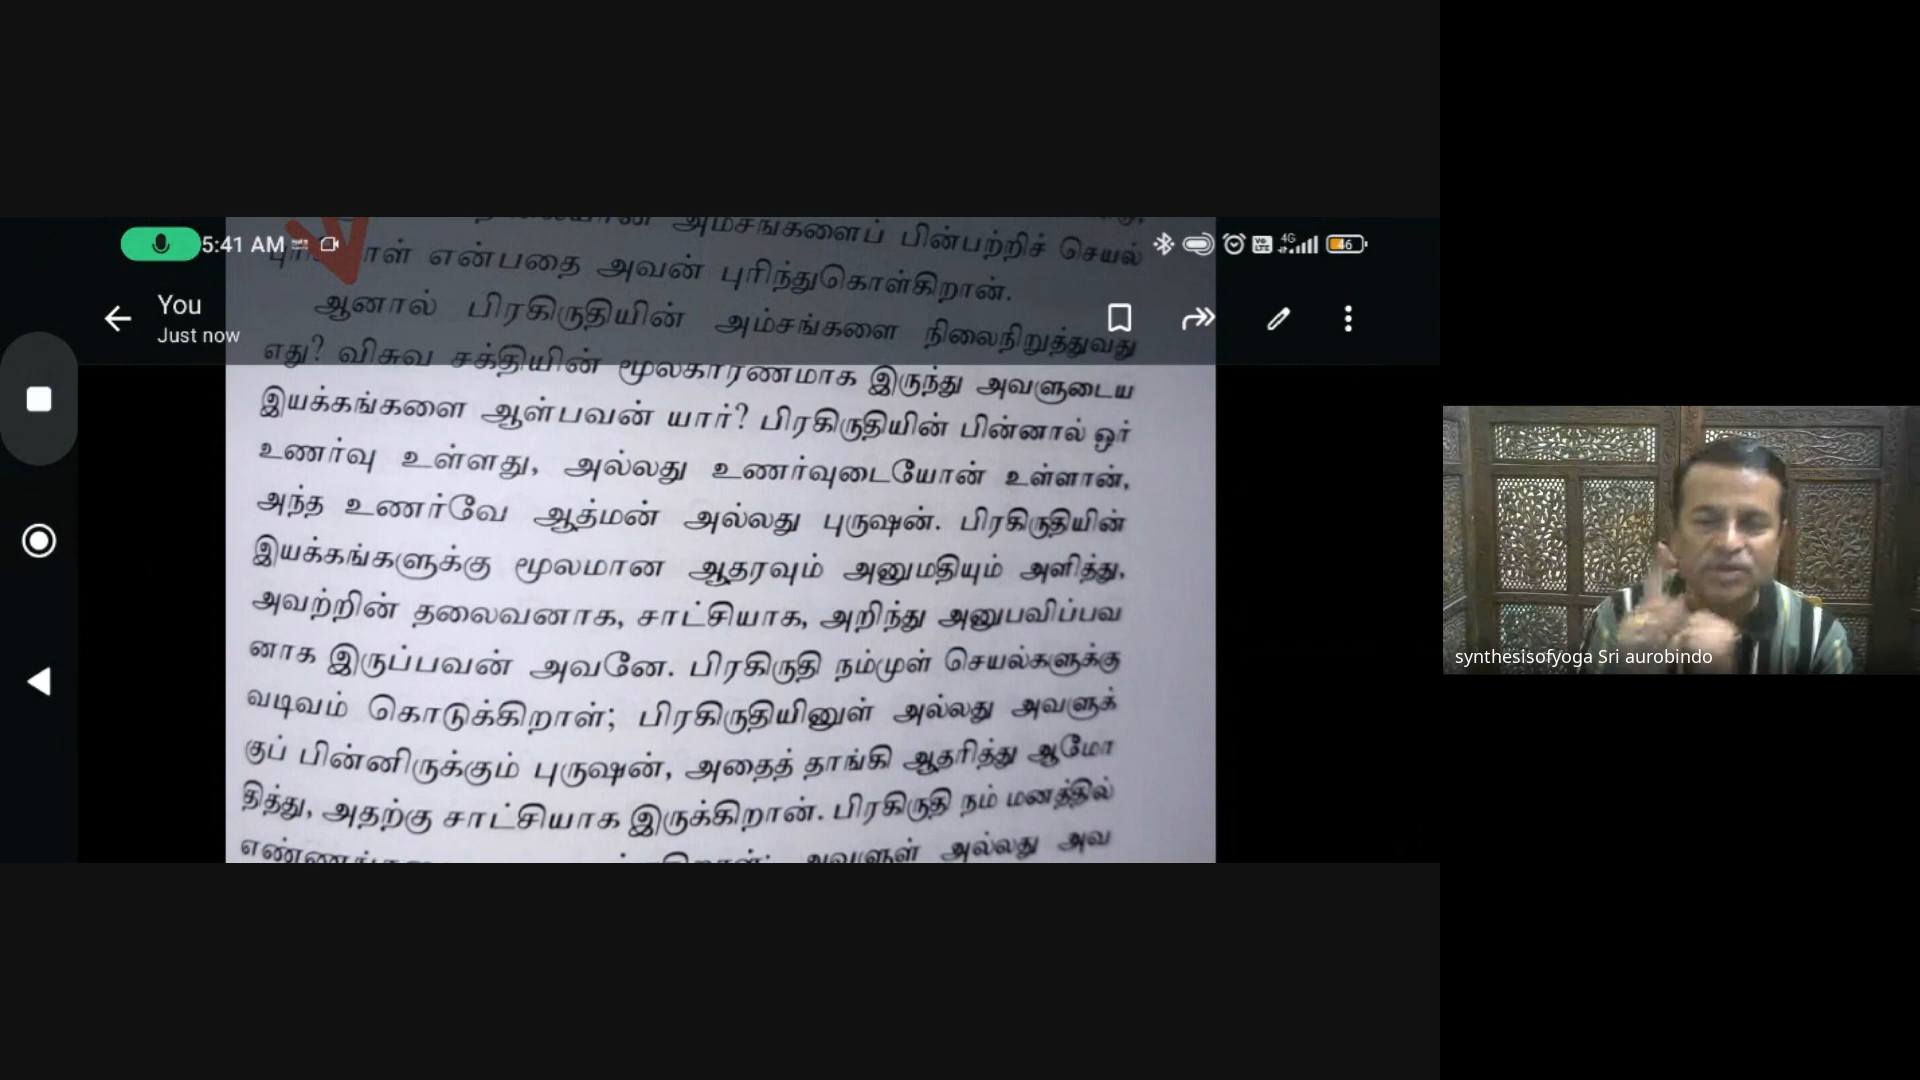 அம்சங்களைப் பின்பற்றிச் செயல்
5:41 AM
4G
46
என்பதை அவன் புரிந்துகொள்கிறான்.
You
Just now
ஆனால் பிரகிருதியின் அம்சங்களை நிலைநிறுத்துவது
எது? விசுவ சக்தியின் மூலகாரணமாக இருந்து அவளுடைய
இயக்கங்களை ஆள்பவன் யார்? பிரகிருதியின் பின்னால் ஓர்
உணர்வு உள்ளது, அல்லது உணர்வுடையோன் உள்ளான்,
அந்த உணர்வே ஆத்மன் அல்லது புருஷன். பிரகிருதியின்
இயக்கங்களுக்கு மூலமான ஆதரவும் அனுமதியும் அளித்து,
அவற்றின் தலைவனாக, சாட்சியாக, அறிந்து அனுபவிப்பவ
னாக இருப்பவன் அவனே. பிரகிருதி நம்முள் செயல்களுக்கு
வடிவம் கொடுக்கிறாள்; பிரகிருதியினுள் அல்லது அவளுக்
குப் பின்னிருக்கும் புருஷன், அதைத் தாங்கி ஆதரித்து ஆமோ
தித்து, அதற்கு சாட்சியாக இருக்கிறான். பிரகிருதி நம் மனத்தில்
அவளுள் அல்லது அவ
synthesisofyoga Sri aurobindo